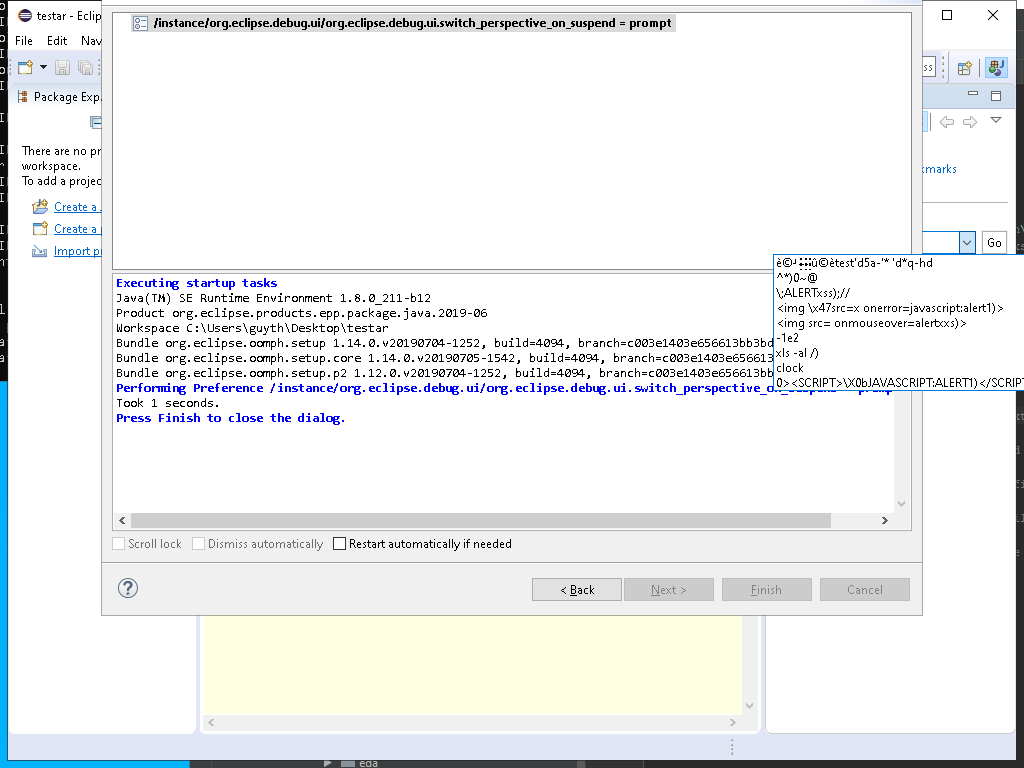 testar - Eclip
/instance/org.eclipse.debug.ui/org.eclipse.debug.ui.switch_perspective_on_suspend = prompt
File Edit Nav
ss
Package Exp
There are no pr
workspace.
To add a projec
Create a
Create a
Import p
kmarks
Go
Executing startup tasks
Java(TM) SE Runtime Environment 1.8.0_211-b12
Product org.eclipse.products.epp.package.java.2019-06
Workspace C:\Users\guyth\Desktop\testar
Bundle org.eclipse.oomph.setup 1.14.0.v20190704-1252, build=4094, branch=c003e1403e656613bb3bd
Bundle org.eclipse.oomph.setup.core 1.14.0.v20190705-1542, build=4094, branch=c003e1403e65661
Bundle org.eclipse.oomph.setup.p2 1.12.0.v20190704-1252, build=4094, branch=c003e1403e656613bb
Performing Preference /instance/org.eclipse.debug.ui/org.eclipse.debug.ui.switch_perspective_o
Took 1 seconds.
Press Finish to close the dialog.
^*)0~@
\;ALERTxss);//
<img \x47src=x onerror=javascript:alert1)>
<img src= onmouseover=alertxxs)>
-1e2
xls -al /)
clock
0><SCRIPT>\X0bJAVASCRIPT:ALERT1)</SCRIPT
Scroll lock Dismiss automatically Restart automatically if needed
?
< Back Next > Finish Cancel
eda